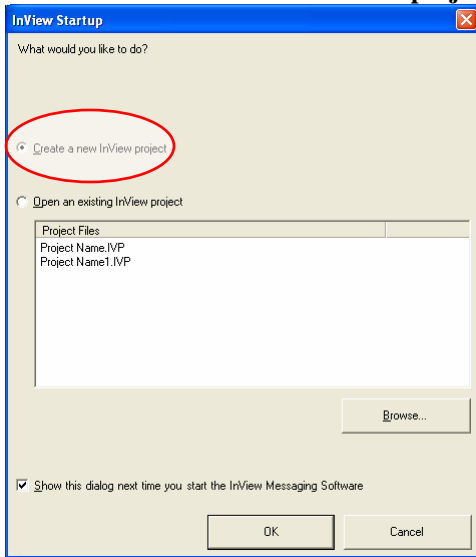 InView Startup
What would you like to do?
Create a new InView project
Open an existing InView project
Project Files
Project Name.IVP
Project Name1.IVP
Browse...
Show this dialog next time you start the InView Messaging Software
OK Cancel